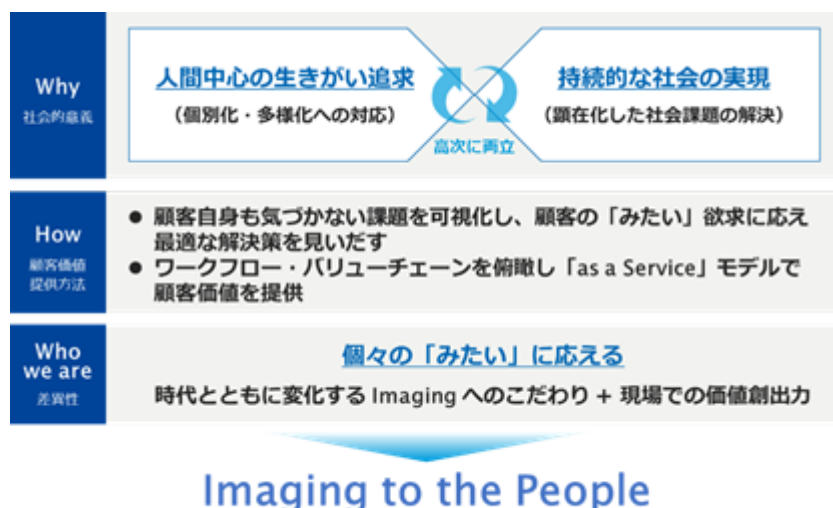 Why
社会的意義
人間中心の生きがい追求
（個別化・多様化への対応）
高次に両立
持続的な社会の実現
（顕在化した社会課題の解決）
How
顧客価値
提供方法
● 顧客自身も気づかない課題を可視化し、顧客の「みたい」欲求に応え
最適な解決策を見いだす
● ワークフロー・バリューチェーンを俯瞰し「as a Service」モデルで
顧客価値を提供
Who
we are
差異性
個々の「みたい」に応える
時代とともに変化する Imaging へのこだわり + 現場での価値創出力
Imaging to the People